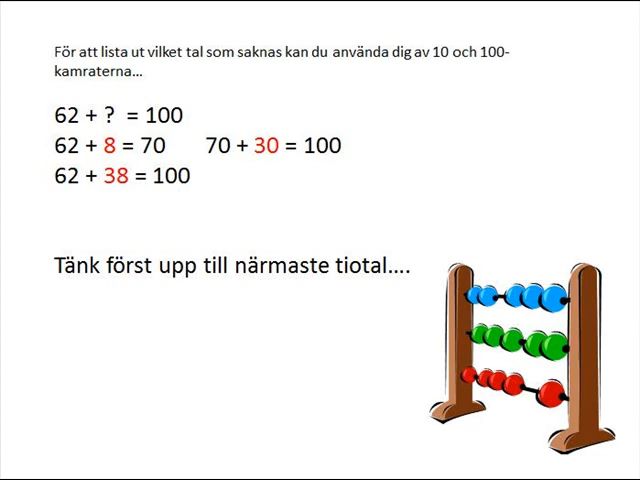 För att lista ut vilket tal som saknas kan du använda dig av 10 och 100-
kamraterna…
62 + ? = 100
62 + 8 = 70 70 + 30 = 100
62 + 38 = 100
Tänk först upp till närmaste tiotal….